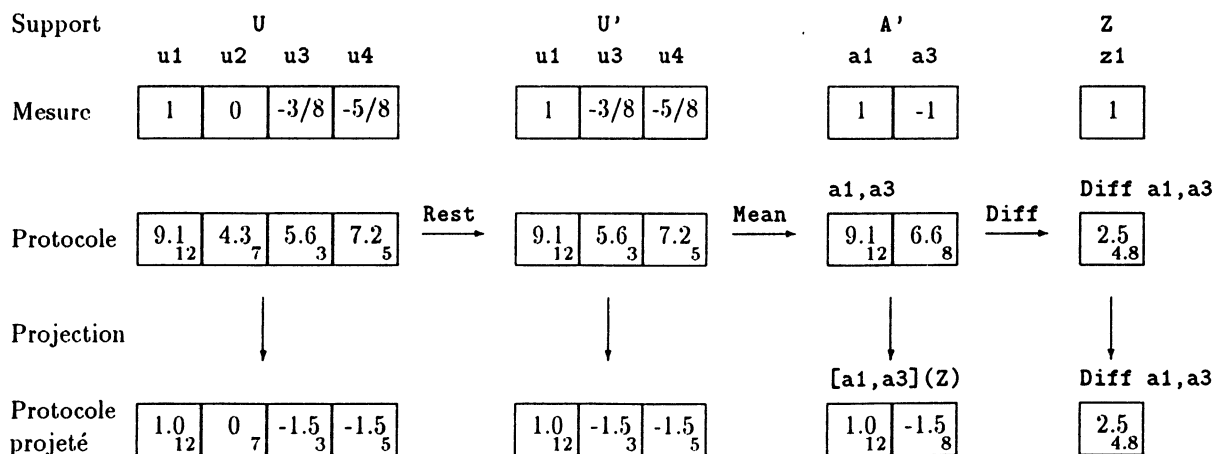 Support U U' A' Z
u1 u2 u3 u4 u1 u3 u4 a1 a3 z1
Mesure 1 0 -3/8 -5/8 1 -3/8 -5/8 1 -1 1
a1,a3 Diff a1,a3
Protocole 9.1 12 4.3 7 5.6 3 7.2 5 Rest 9.1 12 5.6 3 7.2 5 Mean 9.1 12 6.6 8 Diff 2.5 4.8
Projection
[a1,a3](Z) Diff a1,a3
Protocole
projeté 1.0 12 0 7 -1.5 3 -1.5 5 1.0 12 -1.5 3 -1.5 5 1.0 12 -1.5 8 2.5 4.8